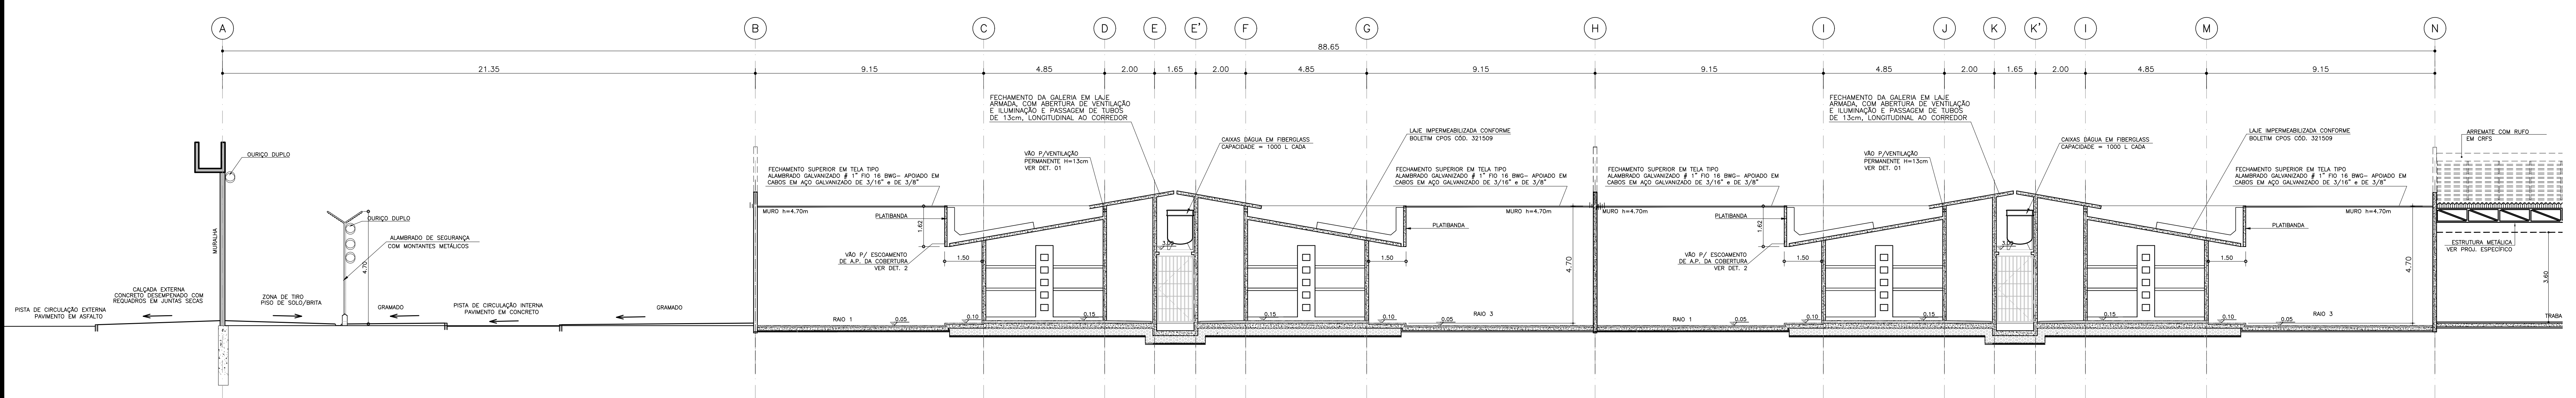 A B C D E E' F G H I J K K' I M N
88.65
21.35 9.15 4.85 2.00 1.65 2.00 4.85 9.15 9.15 4.85 2.00 1.65 2.00 4.85 9.15
OURIÇO DUPLO
MURALHA
OURIÇO DUPLO
ALAMBRADO DE SEGURANÇA
COM MONTANTES METÁLICOS
4.70
CALÇADA EXTERNA
CONCRETO DESEMPENADO COM
REQUADROS EM JUNTAS SECAS
PISTA DE CIRCULAÇÃO EXTERNA
PAVIMENTO EM ASFALTO
ZONA DE TIRO
PISO DE SOLO/BRITA
GRAMADO
PISTA DE CIRCULAÇÃO INTERNA
PAVIMENTO EM CONCRETO
GRAMADO
FECHAMENTO DA GALERIA EM LAJE
ARMADA, COM ABERTURA DE VENTILAÇÃO
E ILUMINAÇÃO E PASSAGEM DE TUBOS
DE 13cm, LONGITUDINAL AO CORREDOR
CAIXAS DÁGUA EM FIBERGLASS
CAPACIDADE = 1000 L CADA
LAJE IMPERMEABILIZADA CONFORME
BOLETIM CPOS CÓD. 321509
VÃO P/VENTILAÇÃO
PERMANENTE H=13cm
VER DET. 01
FECHAMENTO SUPERIOR EM TELA TIPO
ALAMBRADO GALVANIZADO # 1" FIO 16 BWG- APOIADO EM
CABOS EM AÇO GALVANIZADO DE 3/16" e DE 3/8"
FECHAMENTO SUPERIOR EM TELA TIPO
ALAMBRADO GALVANIZADO # 1" FIO 16 BWG- APOIADO EM
CABOS EM AÇO GALVANIZADO DE 3/16" e DE 3/8"
MURO h=4.70m
PLATIBANDA
1.62
VÃO P/ ESCOAMENTO
DE A.P. DA COBERTURA
VER DET. 2
1.50
3.00
1.50
PLATIBANDA
MURO h=4.70m
4.70
RAIO 1
0.05
0.10
0.15
0.15
0.10
0.05
RAIO 3
FECHAMENTO DA GALERIA EM LAJE
ARMADA, COM ABERTURA DE VENTILAÇÃO
E ILUMINAÇÃO E PASSAGEM DE TUBOS
DE 13cm, LONGITUDINAL AO CORREDOR
CAIXAS DÁGUA EM FIBERGLASS
CAPACIDADE = 1000 L CADA
LAJE IMPERMEABILIZADA CONFORME
BOLETIM CPOS CÓD. 321509
VÃO P/VENTILAÇÃO
PERMANENTE H=13cm
VER DET. 01
FECHAMENTO SUPERIOR EM TELA TIPO
ALAMBRADO GALVANIZADO # 1" FIO 16 BWG- APOIADO EM
CABOS EM AÇO GALVANIZADO DE 3/16" e DE 3/8"
FECHAMENTO SUPERIOR EM TELA TIPO
ALAMBRADO GALVANIZADO # 1" FIO 16 BWG- APOIADO EM
CABOS EM AÇO GALVANIZADO DE 3/16" e DE 3/8"
MURO h=4.70m
PLATIBANDA
1.62
VÃO P/ ESCOAMENTO
DE A.P. DA COBERTURA
VER DET. 2
1.50
3.00
1.50
PLATIBANDA
MURO h=4.70m
4.70
RAIO 1
0.05
0.10
0.15
0.15
0.10
0.05
RAIO 3
ARREMATE COM RUFO
EM CRFS
ESTRUTURA METÁLICA
VER PROJ. ESPECÍFICO
3.60
TRABA